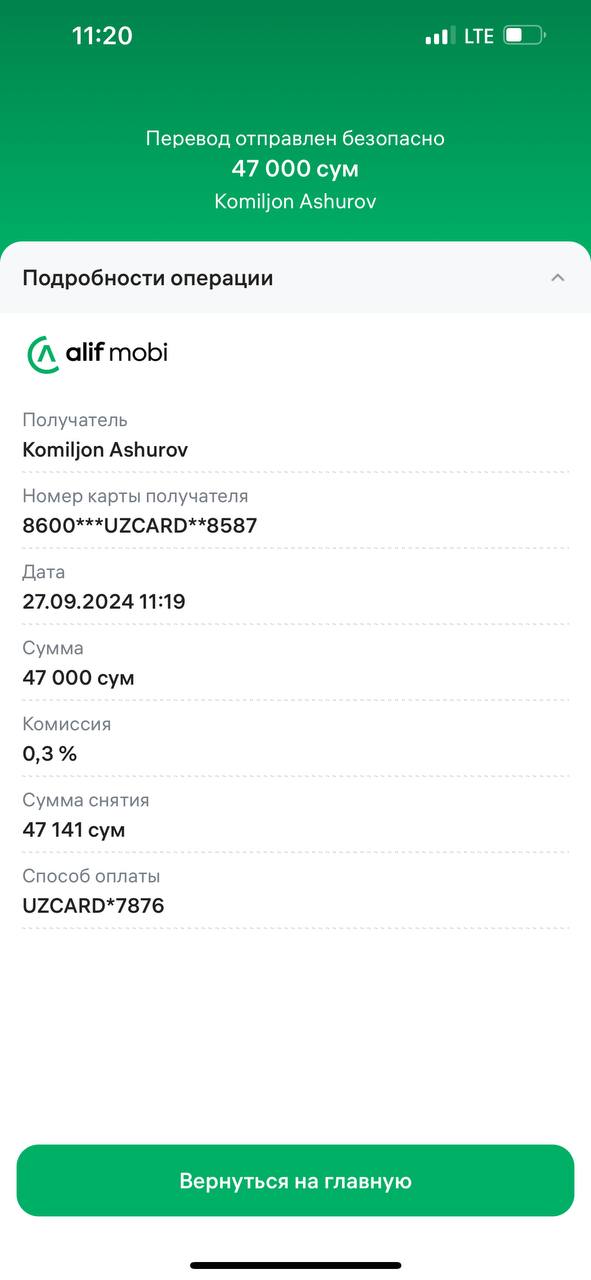 11:20
LTE
Перевод отправлен безопасно
47 000 сум
Komiljon Ashurov
Подробности операции
alif mobi
Получатель
Komiljon Ashurov
Номер карты получателя
8600***UZCARD**8587
Дата
27.09.2024 11:19
Сумма
47 000 сум
Комиссия
0,3 %
Сумма снятия
47 141 сум
Способ оплаты
UZCARD*7876
Вернуться на главную